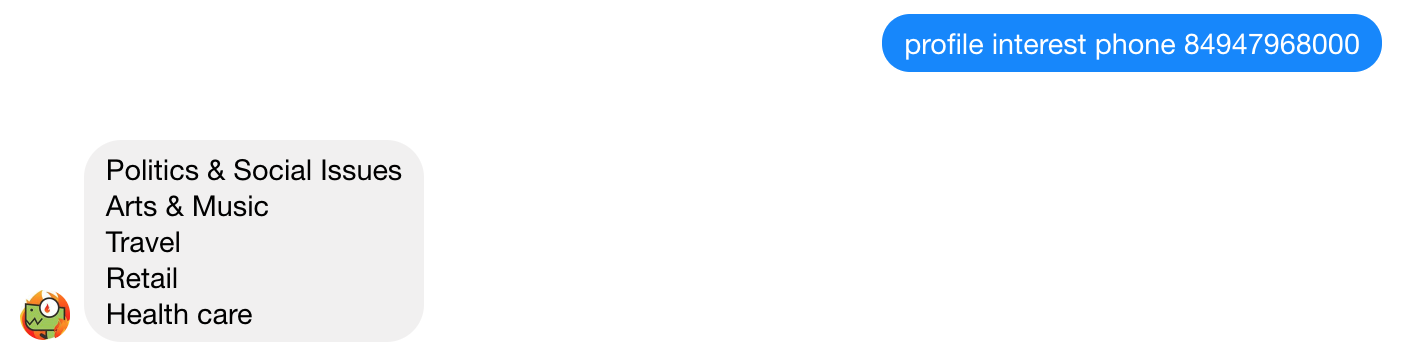 profile interest phone 84947968000
Politics & Social Issues
Arts & Music
Travel
Retail
Health care